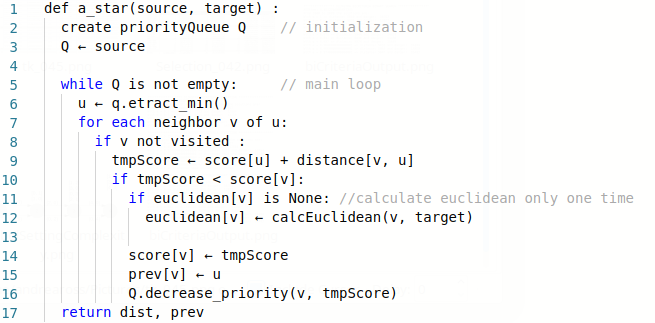 1 def a_star(source, target) :
2 create priorityQueue Q // initialization
3 Q ← source
4
5 while Q is not empty: // main loop
6 u ← q.etract_min()
7 for each neighbor v of u:
8 if v not visited :
9 tmpScore ← score[u] + distance[v, u]
10 if tmpScore < score[v]:
11 if euclidean[v] is None: //calculate euclidean only one time
12 euclidean[v] ← calcEuclidean(v, target)
13
14 score[v] ← tmpScore
15 prev[v] ← u
16 Q.decrease_priority(v, tmpScore)
17 return dist, prev